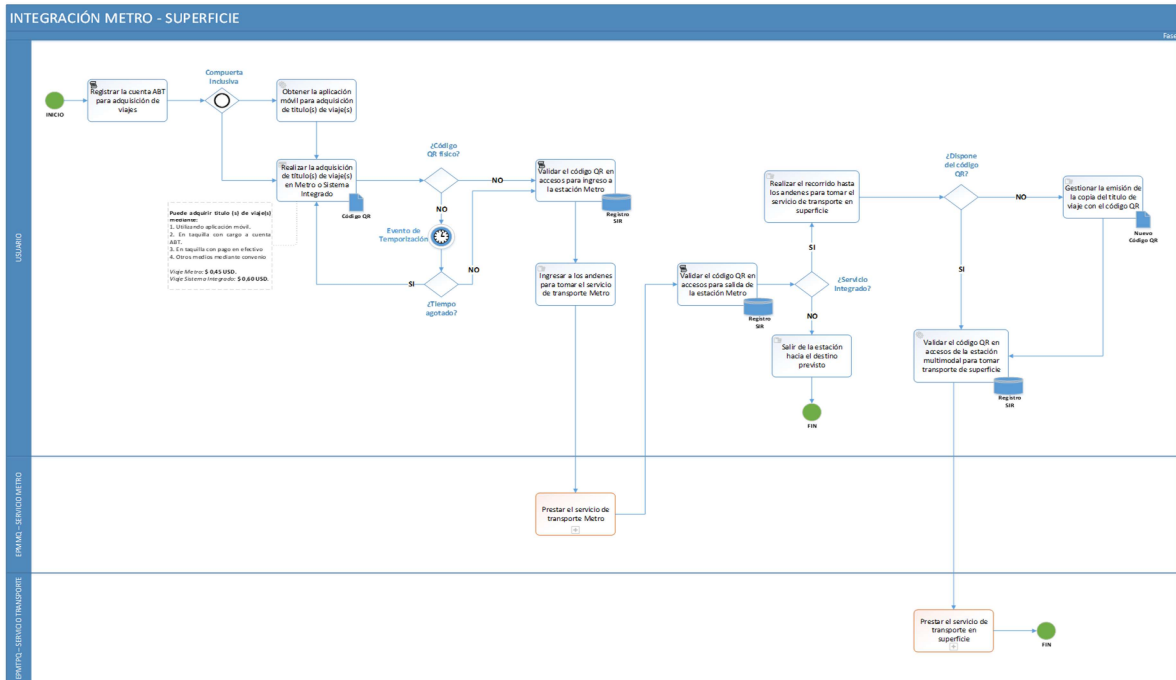 INTEGRACIÓN METRO - SUPERFICIE
Fase
USUARIO
INICIO
Registrar la cuenta ABT
para adquisición de
viajes
Compuerta
Inclusiva
Obtener la aplicación
móvil para adquisición
de título(s) de viaje(s)
Realizar la adquisición
de título(s) de viaje(s)
en Metro o Sistema
Integrado
Código QR
Puede adquirir título (s) de viaje(s)
mediante:
1. Utilizando aplicación móvil.
2. En taquilla con cargo a cuenta
ABT.
3. En taquilla con pago en efectivo
4. Otros medios mediante convenio
Viaje Metro: $ 0,45 USD.
Viaje Sistema Integrado: $ 0,60 USD.
¿Código
QR físico?
NO
NO
Evento de
Temporización
NO
SI
¿Tiempo
agotado?
Validar el código QR en
accesos para ingreso a
la estación Metro
Registro
SIR
Ingresar a los andenes
para tomar el servicio
de transporte Metro
Validar el código QR en
accesos para salida de
la estación Metro
Registro
SIR
Realizar el recorrido hasta
los andenes para tomar el
servicio de transporte en
superficie
SI
¿Servicio
Integrado?
NO
Salir de la estación
hacia el destino
previsto
FIN
¿Dispone
del código
QR?
NO
SI
Gestionar la emisión de
la copia del título de
viaje con el código QR
Nuevo
Código QR
Validar el código QR en
accesos de la estación
multimodal para tomar
transporte de superficie
Registro
SIR
EPMMQ – SERVICIO METRO
Prestar el servicio de
transporte Metro
EPMTPQ – SERVICIO TRANSPORTE
Prestar el servicio de
transporte en
superficie
FIN